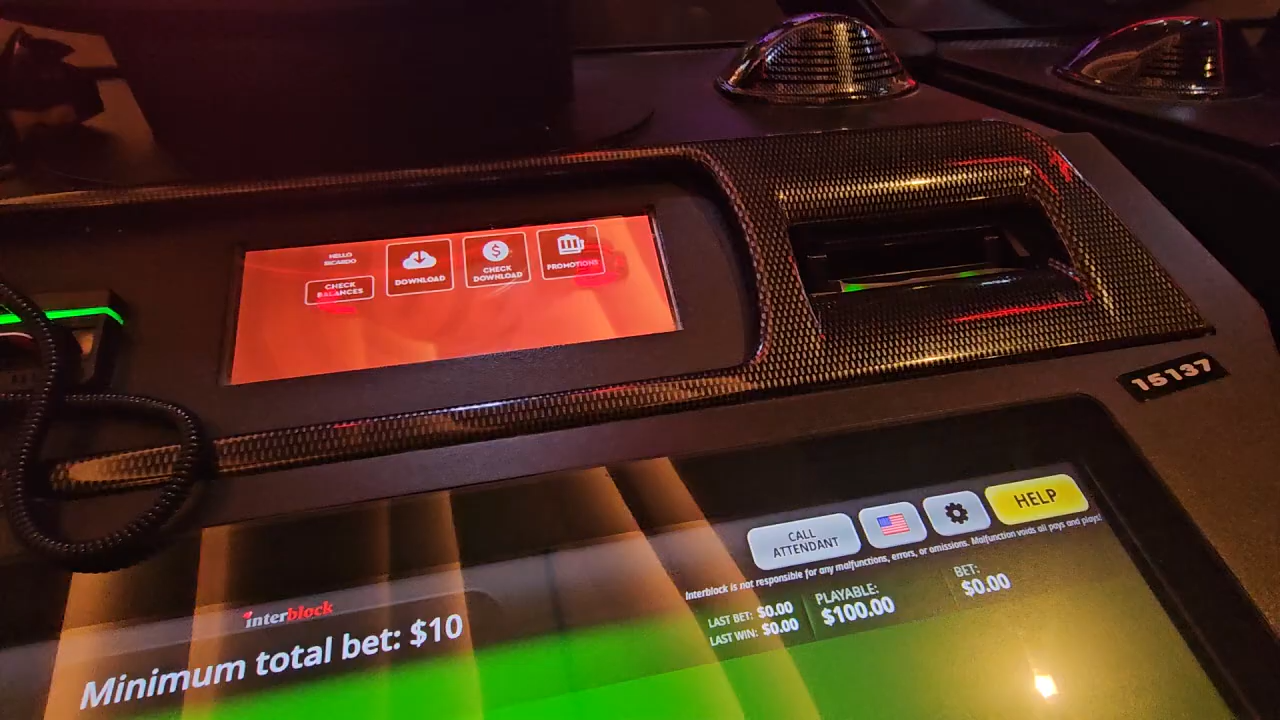 HELLO
RICARDO
CHECK
BALANCES
DOWNLOAD
CHECK
DOWNLOAD
PROMOTIONS
15137
CALL
ATTENDANT
HELP
Interblock is not responsible for any malfunctions, errors, or omissions. Malfunction voids all pays and plays!
interblock
Minimum total bet: $10
LAST BET: $0.00
LAST WIN: $0.00
PLAYABLE:
$100.00
BET:
$0.00